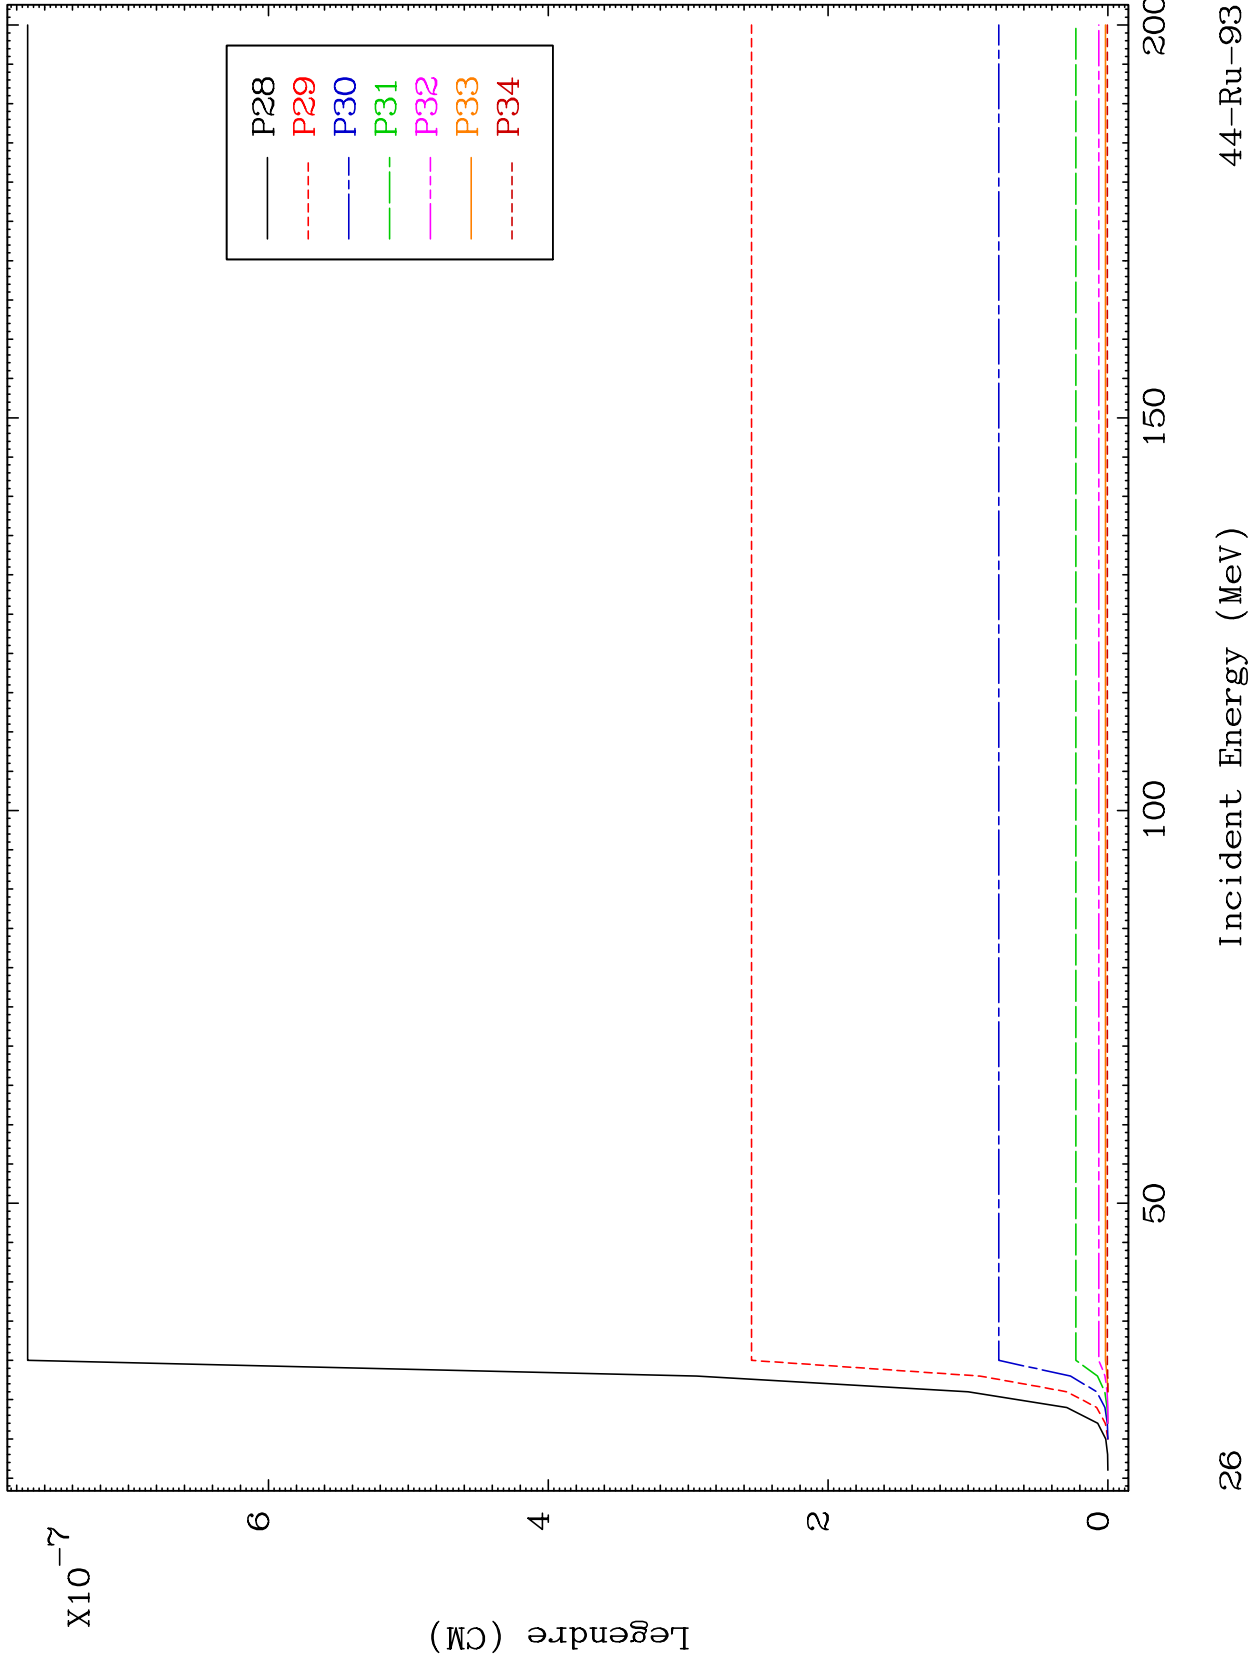 X10-7
6
4
2
0
Legendre (CM)
P28
P29
P30
P31
P32
P33
P34
50
100
150
200
Incident Energy (MeV)
26
44-Ru-93